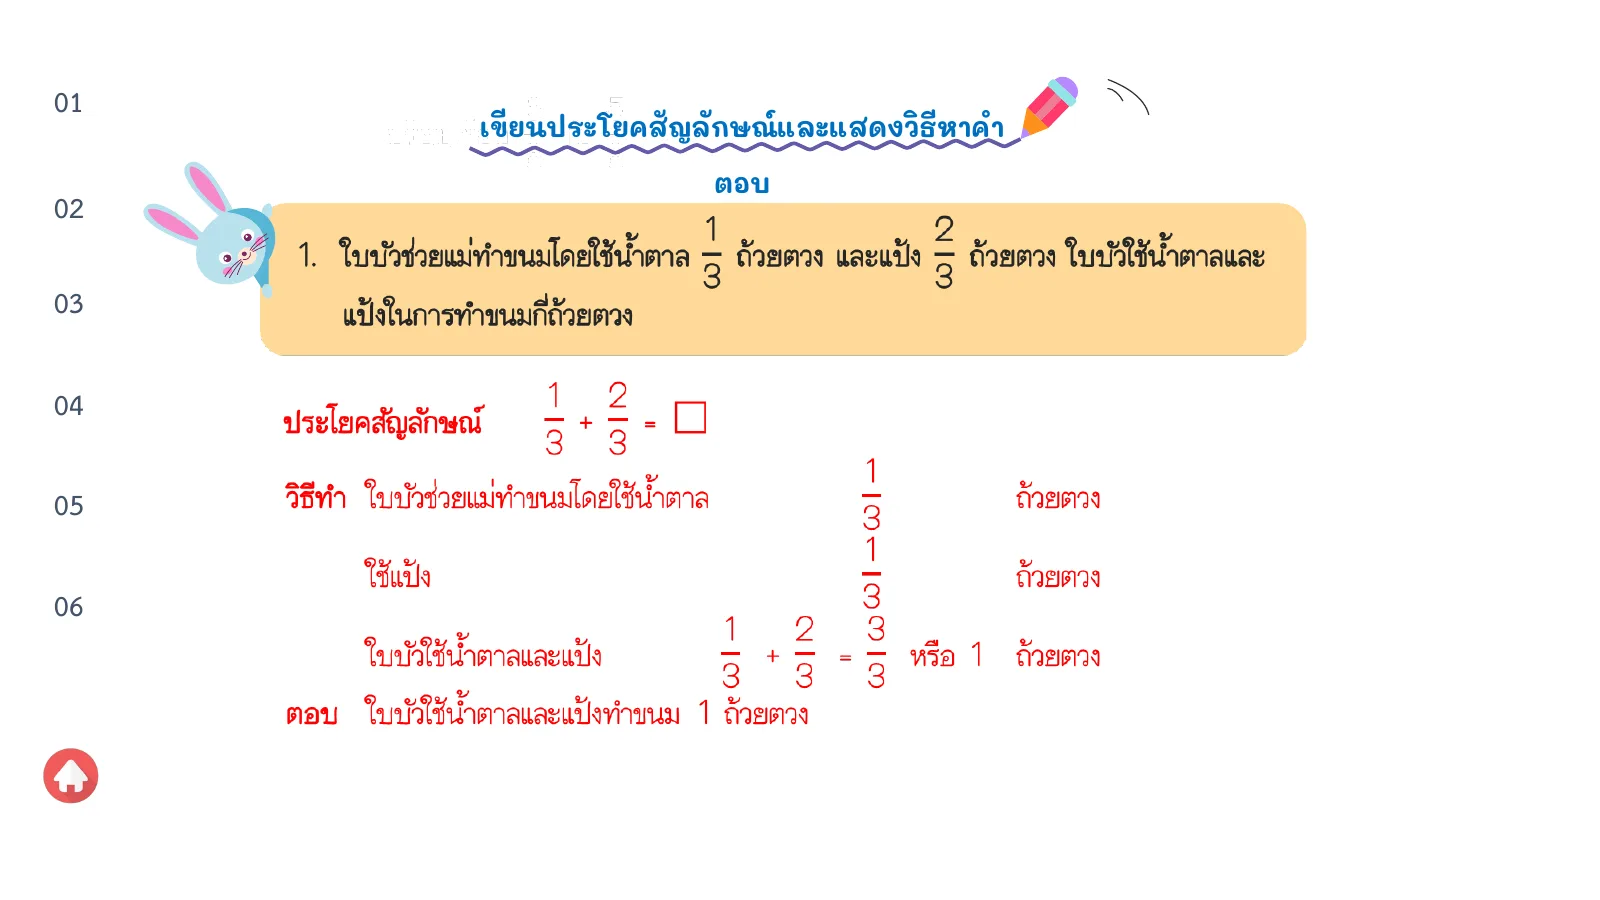 01
เขียนประโยคสัญลักษณ์และแสดงวิธีหาคำ
ตอบ
02
1. ใบบัวช่วยแม่ทำขนมโดยใช้น้ำตาล 1/3 ถ้วยตวง และแป้ง 2/3 ถ้วยตวง ใบบัวใช้น้ำตาลและ
03
แป้งในการทำขนมกี่ถ้วยตวง
04
ประโยคสัญลักษณ์ 1/3 + 2/3 = □
05
วิธีทำ ใบบัวช่วยแม่ทำขนมโดยใช้น้ำตาล 1/3 ถ้วยตวง
ใช้แป้ง 1/3 ถ้วยตวง
06
ใบบัวใช้น้ำตาลและแป้ง 1/3 + 2/3 = 3/3 หรือ 1 ถ้วยตวง
ตอบ ใบบัวใช้น้ำตาลและแป้งทำขนม 1 ถ้วยตวง